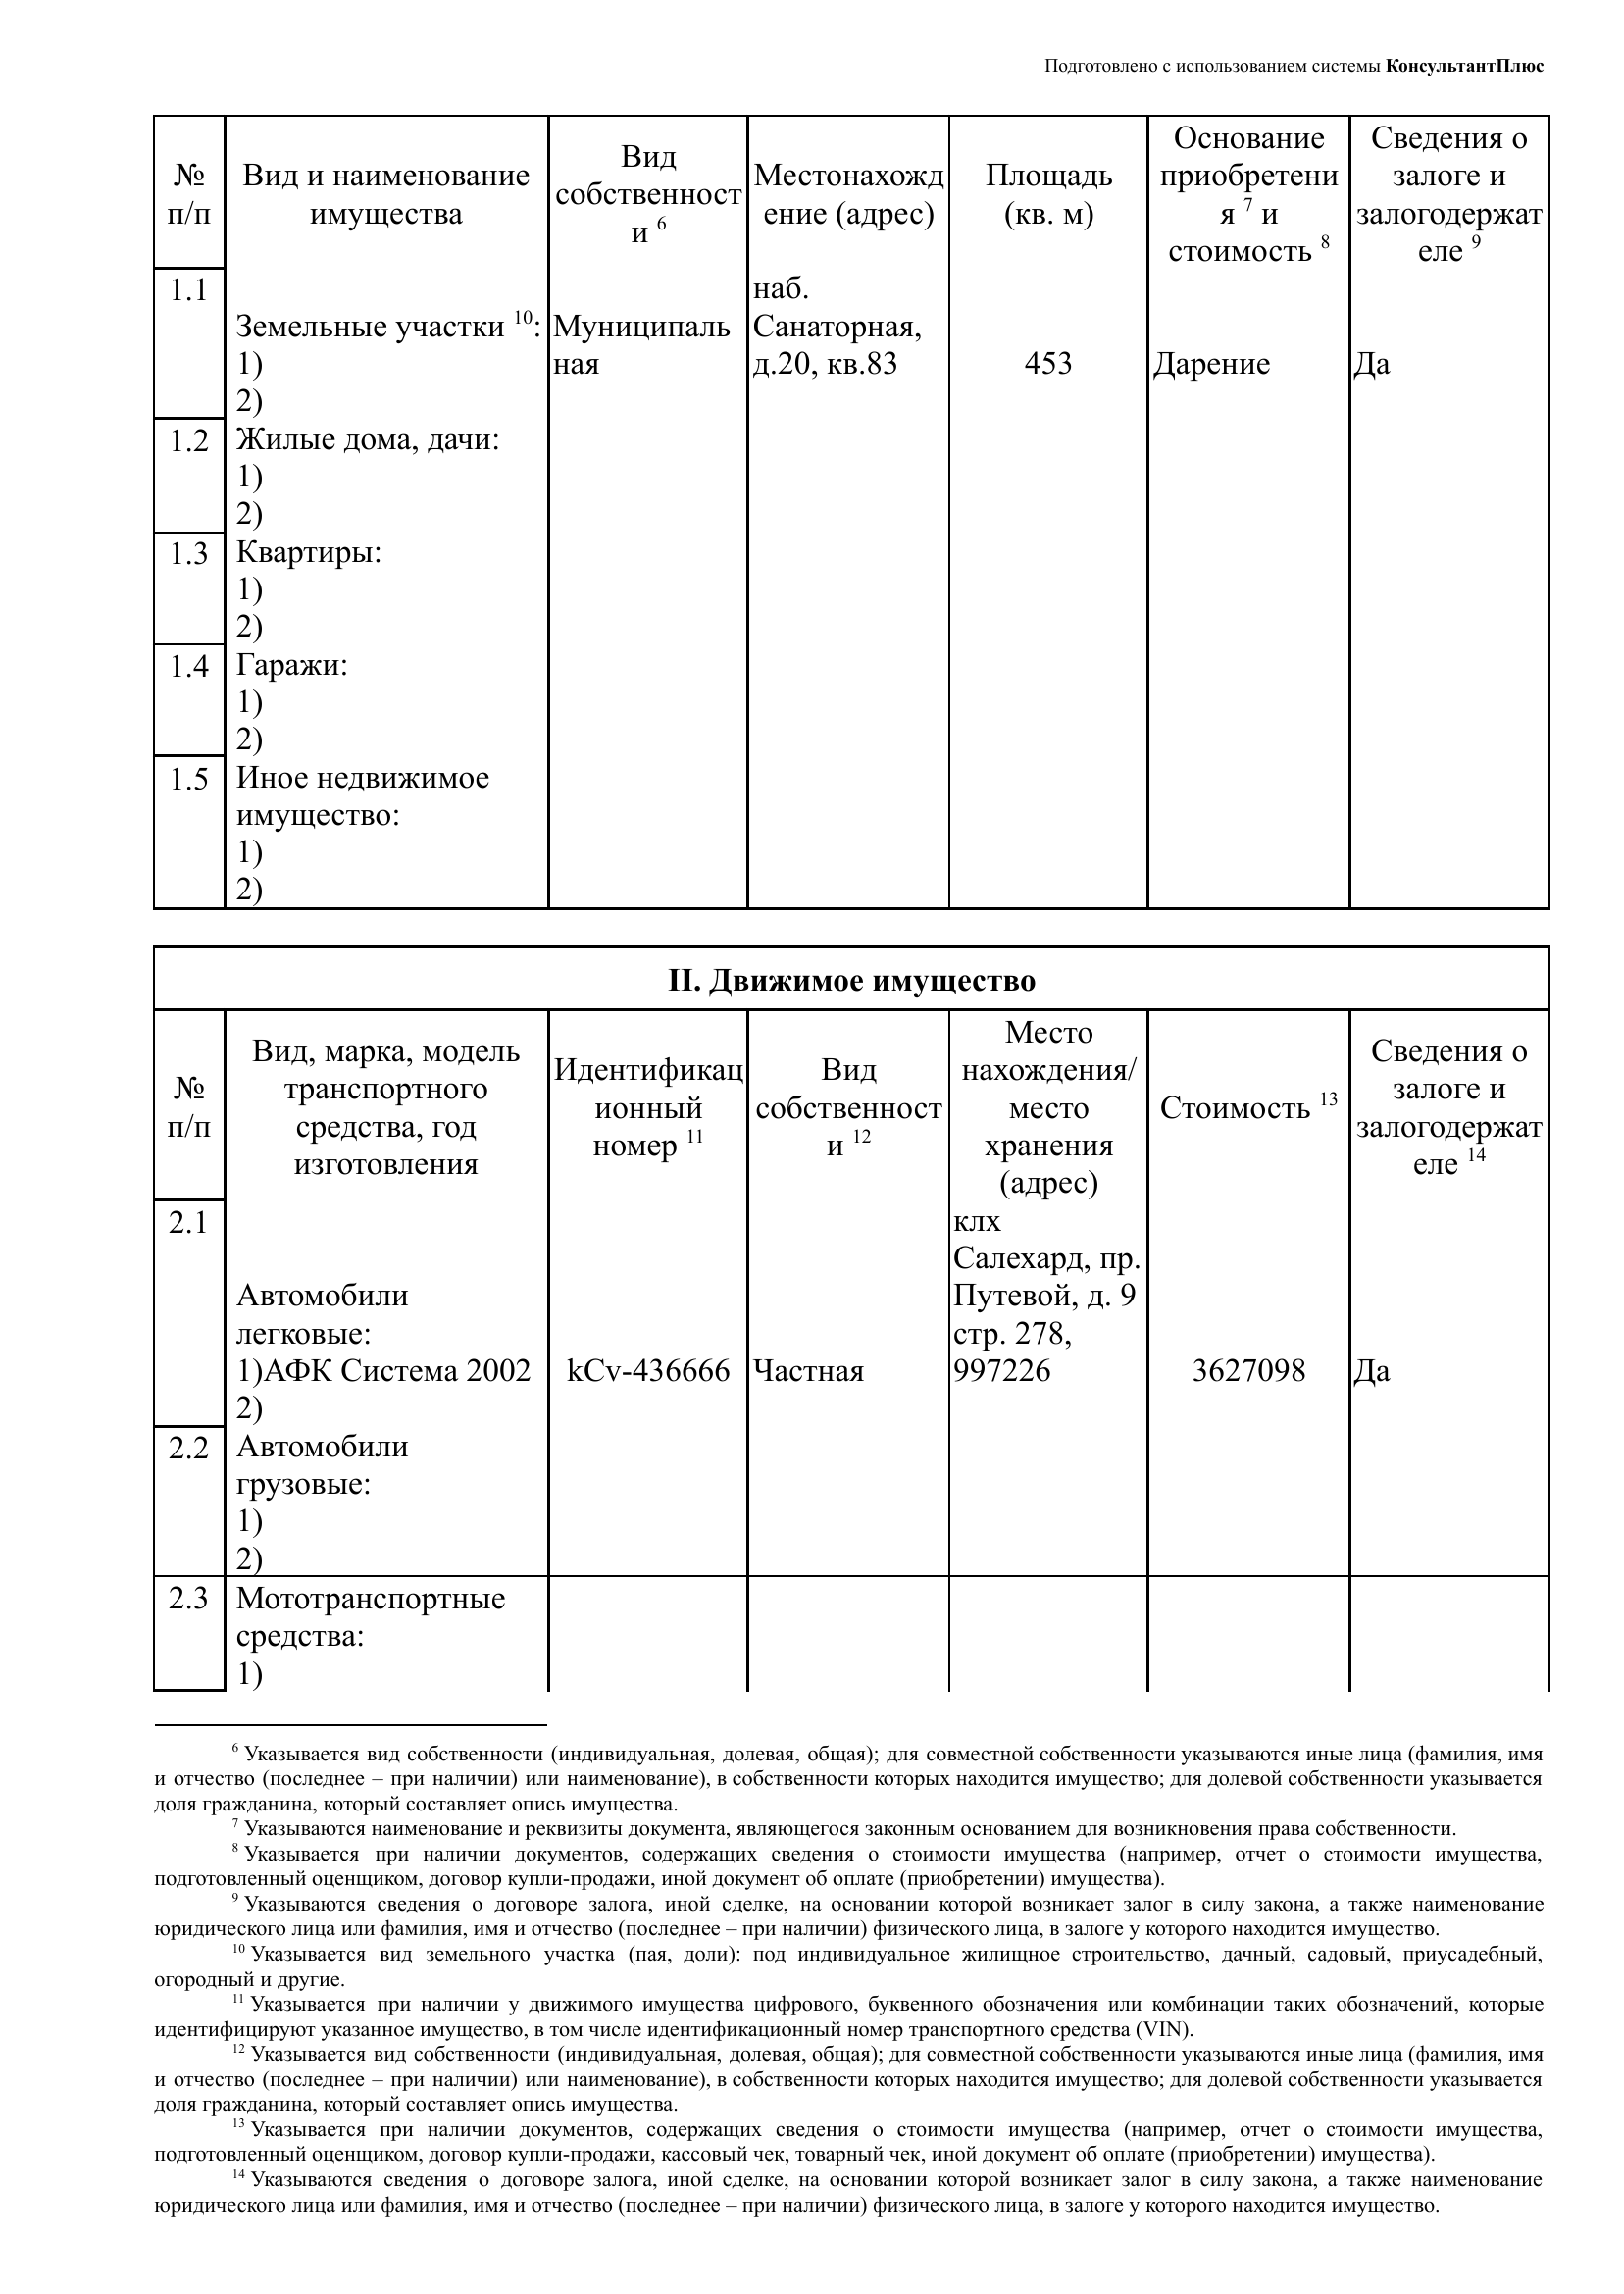 Подготовлено с использованием системы КонсультантПлюс
№
п/п
Вид и наименование
имущества
Вид
собственност
и 6
Местонахожд
ение (адрес)
Площадь
(кв. м)
Основание
приобретени
я 7 и
стоимость 8
Сведения о
залоге и
залогодержат
еле 9
1.1
Земельные участки 10:
1)
2)
Муниципаль
ная
наб.
Санаторная,
д.20, кв.83
453
Дарение
Да
1.2
Жилые дома, дачи:
1)
2)
1.3
Квартиры:
1)
2)
1.4
Гаражи:
1)
2)
1.5
Иное недвижимое
имущество:
1)
2)
II. Движимое имущество
№
п/п
Вид, марка, модель
транспортного
средства, год
изготовления
Идентификац
ионный
номер 11
Вид
собственност
и 12
Место
нахождения/
место
хранения
(адрес)
Стоимость 13
Сведения о
залоге и
залогодержат
еле 14
2.1
Автомобили
легковые:
1)АФК Система 2002
2)
kCv-436666
Частная
клх
Салехард, пр.
Путевой, д. 9
стр. 278,
997226
3627098
Да
2.2
Автомобили
грузовые:
1)
2)
2.3
Мототранспортные
средства:
1)
6 Указывается вид собственности (индивидуальная, долевая, общая); для совместной собственности указываются иные лица (фамилия, имя
и отчество (последнее – при наличии) или наименование), в собственности которых находится имущество; для долевой собственности указывается
доля гражданина, который составляет опись имущества.
7 Указываются наименование и реквизиты документа, являющегося законным основанием для возникновения права собственности.
8 Указывается при наличии документов, содержащих сведения о стоимости имущества (например, отчет о стоимости имущества,
подготовленный оценщиком, договор купли-продажи, иной документ об оплате (приобретении) имущества).
9 Указываются сведения о договоре залога, иной сделке, на основании которой возникает залог в силу закона, а также наименование
юридического лица или фамилия, имя и отчество (последнее – при наличии) физического лица, в залоге у которого находится имущество.
10 Указывается вид земельного участка (пая, доли): под индивидуальное жилищное строительство, дачный, садовый, приусадебный,
огородный и другие.
11 Указывается при наличии у движимого имущества цифрового, буквенного обозначения или комбинации таких обозначений, которые
идентифицируют указанное имущество, в том числе идентификационный номер транспортного средства (VIN).
12 Указывается вид собственности (индивидуальная, долевая, общая); для совместной собственности указываются иные лица (фамилия, имя
и отчество (последнее – при наличии) или наименование), в собственности которых находится имущество; для долевой собственности указывается
доля гражданина, который составляет опись имущества.
13 Указывается при наличии документов, содержащих сведения о стоимости имущества (например, отчет о стоимости имущества,
подготовленный оценщиком, договор купли-продажи, кассовый чек, товарный чек, иной документ об оплате (приобретении) имущества).
14 Указываются сведения о договоре залога, иной сделке, на основании которой возникает залог в силу закона, а также наименование
юридического лица или фамилия, имя и отчество (последнее – при наличии) физического лица, в залоге у которого находится имущество.